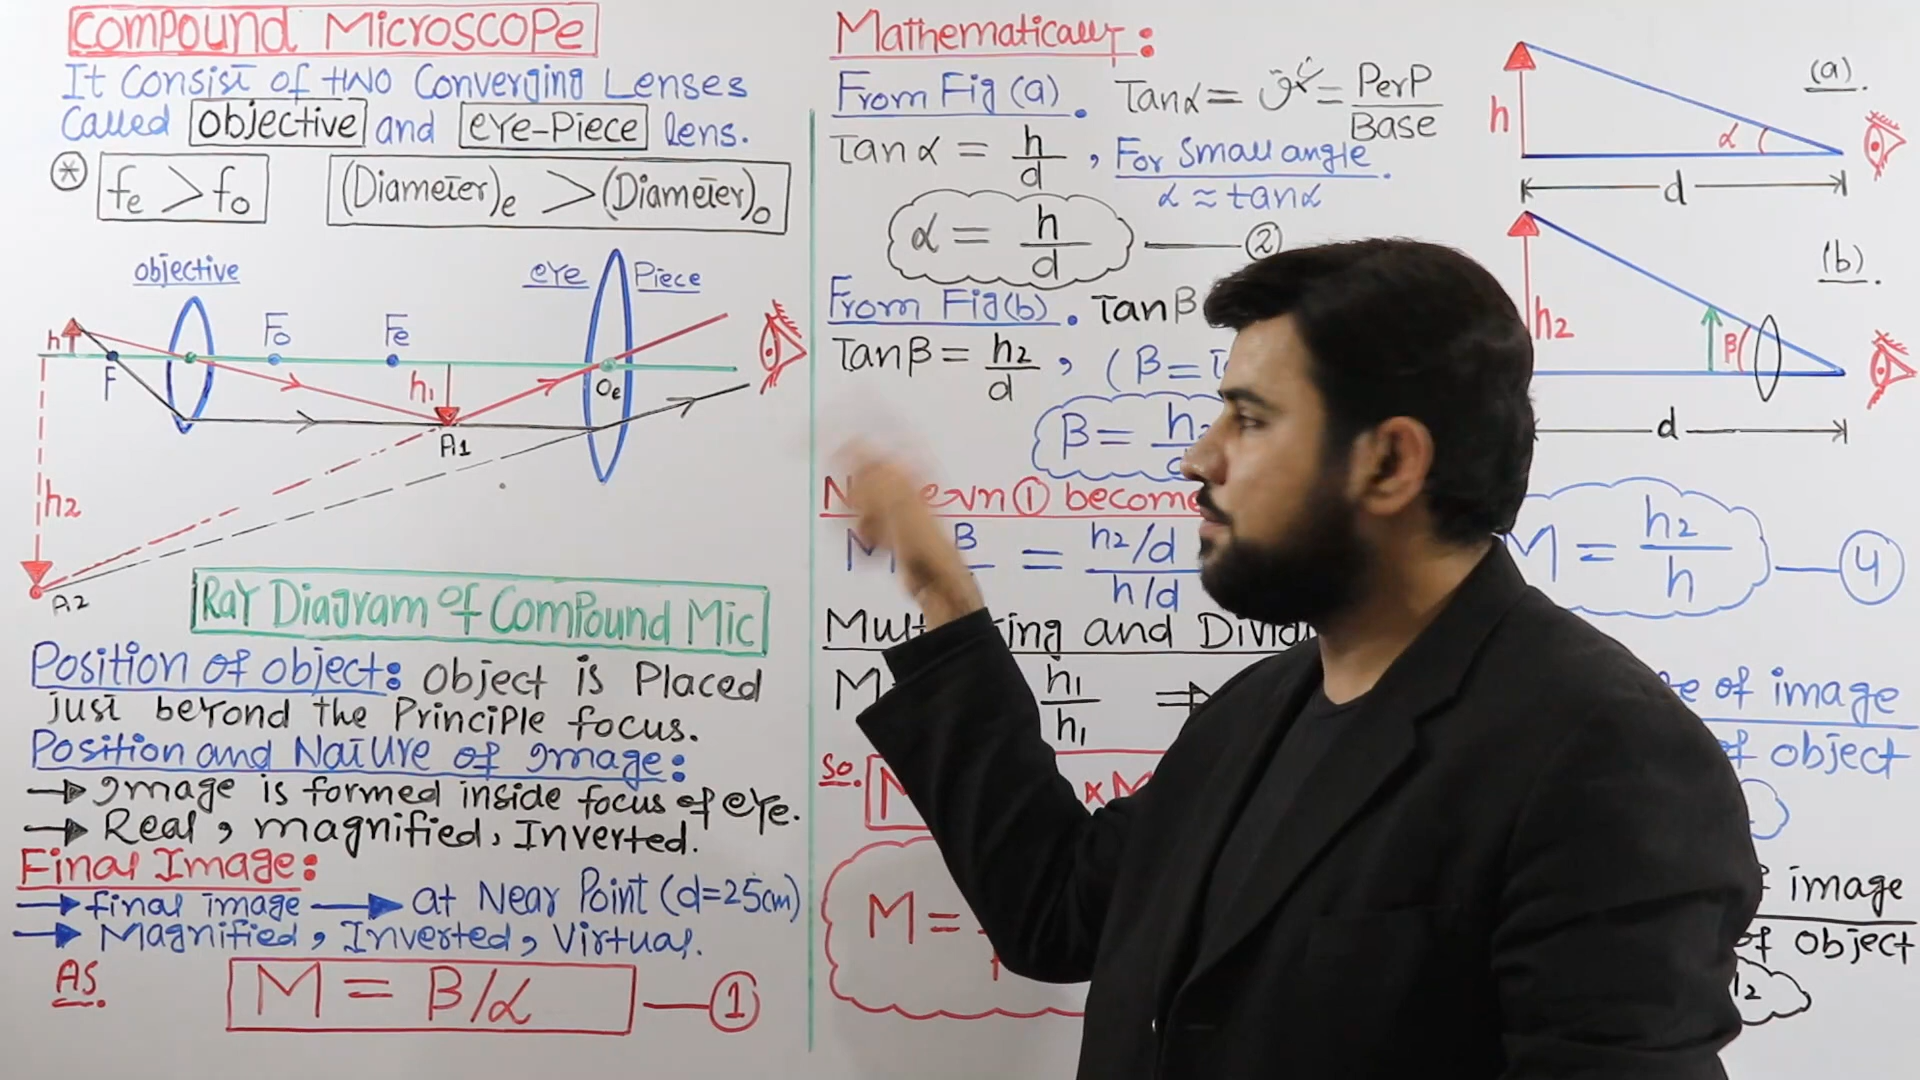 Compound Microscope
It Consist of two Converging Lenses
Called objective and eye-Piece lens.
* fe > fo (Diameter)e > (Diameter)o
objective eye Piece
h F Fo Fe h1 Oe
Ai1
h2
Ai2
Ray Diagram of Compound Mic
Position of object: object is Placed
just beyond the Principle focus.
Position and Nature of Image:
→ Image is formed inside focus of eye.
→ Real, magnified, Inverted.
Final Image:
→ final image → at Near Point (d=25cm)
→ Magnified, Inverted, Virtual.
As. M = β/α — 1
Mathematically:
From Fig (a). Tanα = = PerP/Base
Tanα = h/d, For Small angle.
α ≈ tanα
α = h/d — 2
From Fig(b). Tanβ
Tanβ = h2/d, (β =
β = h2
eqn 1 become
β = h2/d / h/d
M = h2/h — 4
and
M h1/h1 ⇒
of image
of object
So. × M
M =
image
of object
(a).
h α
d
(b).
h2 β
d